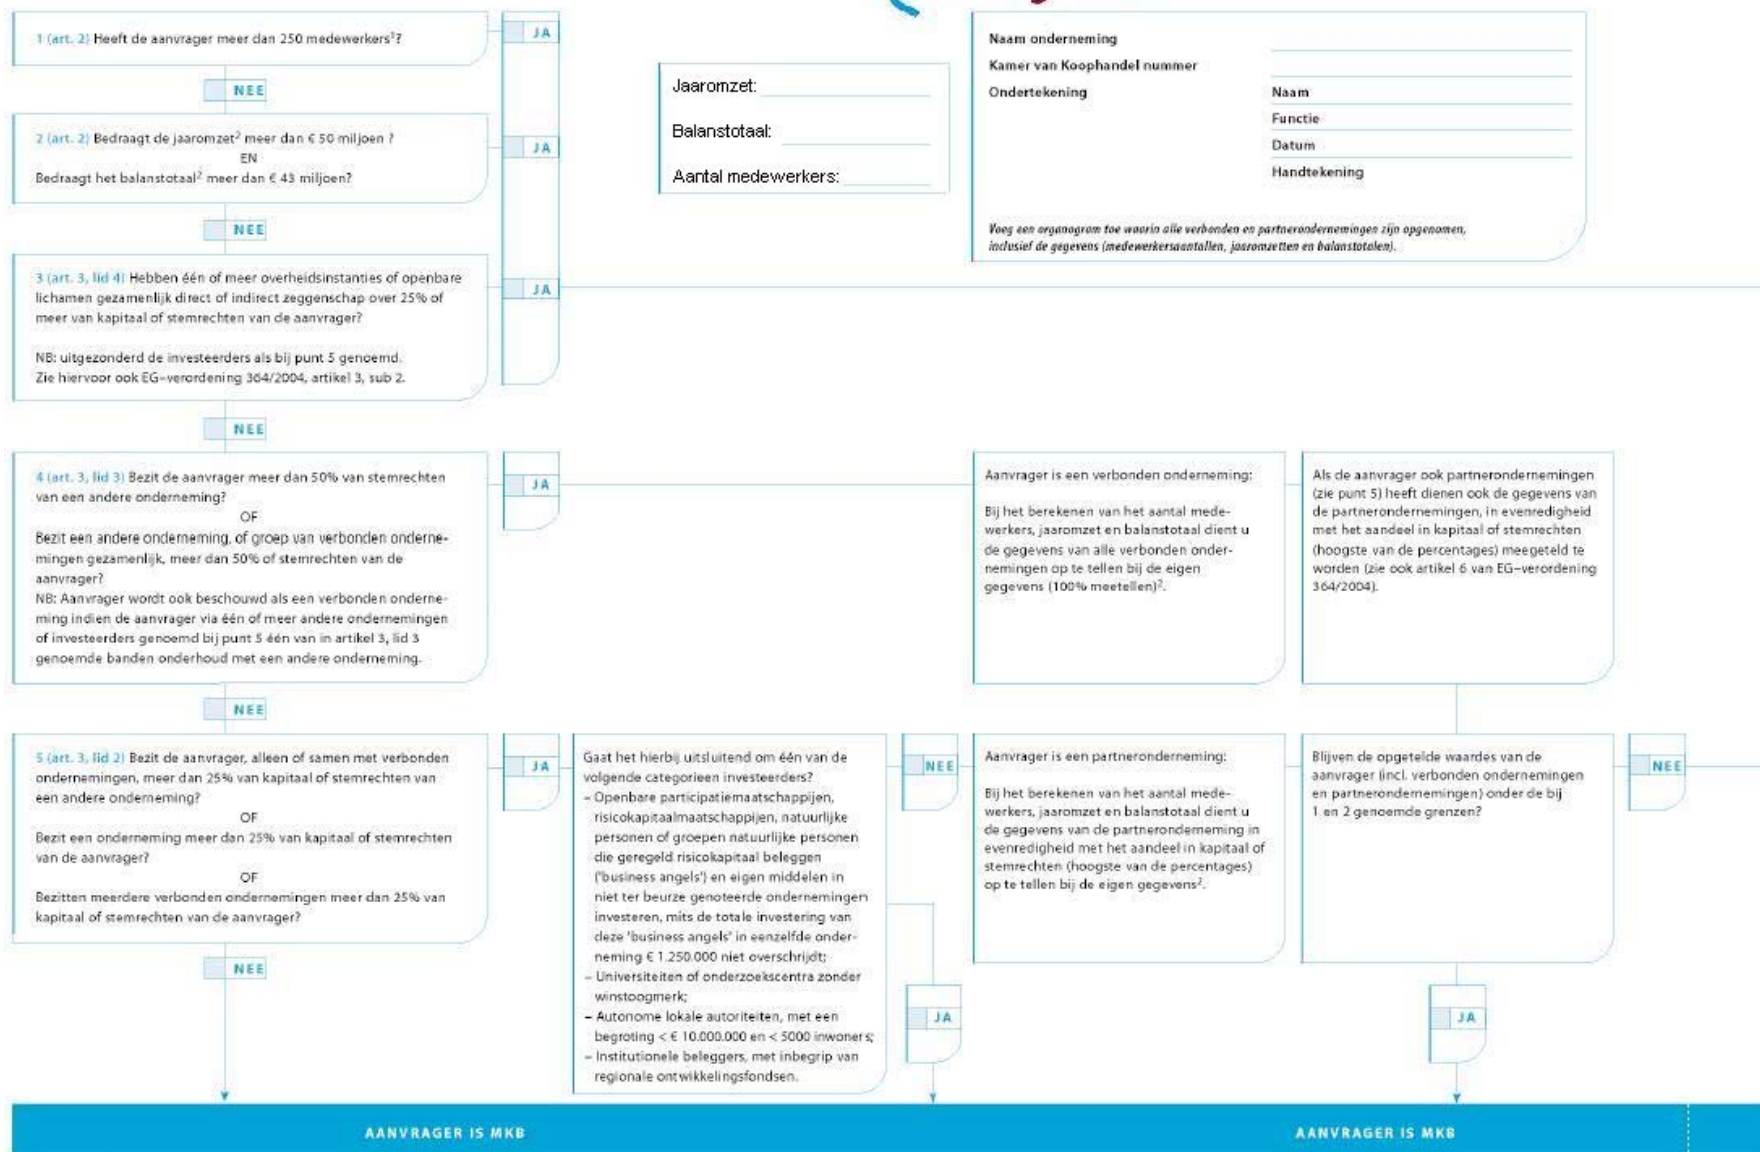 1 (art. 2) Heeft de aanvrager meer dan 250 medewerkers¹?
JA
NEE
2 (art. 2) Bedraagt de jaaromzet² meer dan € 50 miljoen ?
EN
Bedraagt het balanstotaal² meer dan € 43 miljoen?
JA
NEE
3 (art. 3, lid 4) Hebben één of meer overheidsinstanties of openbare
lichamen gezamenlijk direct of indirect zeggenschap over 25% of
meer van kapitaal of stemrechten van de aanvrager?
NB: uitgezonderd de investeerders als bij punt 5 genoemd.
Zie hiervoor ook EG-verordening 364/2004, artikel 3, sub 2.
JA
NEE
Jaaromzet:
Balanstotaal:
Aantal medewerkers:
Naam onderneming
Kamer van Koophandel nummer
Ondertekening
Naam
Functie
Datum
Handtekening
Voeg een organogram toe waarin alle verbonden en partnerondernemingen zijn opgenomen,
inclusief de gegevens (medewerkersaantallen, jaaromzetten en balanstotalen).
4 (art. 3, lid 3) Bezit de aanvrager meer dan 50% van stemrechten
van een andere onderneming?
OF
Bezit een andere onderneming, of groep van verbonden onderne-
mingen gezamenlijk, meer dan 50% of stemrechten van de
aanvrager?
NB: Aanvrager wordt ook beschouwd als een verbonden onderne-
ming indien de aanvrager via één of meer andere ondernemingen
of investeerders genoemd bij punt 5 één van in artikel 3, lid 3
genoemde banden onderhoud met een andere onderneming.
JA
NEE
Aanvrager is een verbonden onderneming:
Bij het berekenen van het aantal mede-
werkers, jaaromzet en balanstotaal dient u
de gegevens van alle verbonden onder-
nemingen op te tellen bij de eigen
gegevens (100% meetellen)².
Als de aanvrager ook partnerondernemingen
(zie punt 5) heeft dienen ook de gegevens van
de partnerondernemingen, in evenredigheid
met het aandeel in kapitaal of stemrechten
(hoogste van de percentages) meegeteld te
worden (zie ook artikel 6 van EG-verordening
364/2004).
5 (art. 3, lid 2) Bezit de aanvrager, alleen of samen met verbonden
ondernemingen, meer dan 25% van kapitaal of stemrechten van
een andere onderneming?
OF
Bezit een onderneming meer dan 25% van kapitaal of stemrechten
van de aanvrager?
OF
Bezitten meerdere verbonden ondernemingen meer dan 25% van
kapitaal of stemrechten van de aanvrager?
JA
NEE
Gaat het hierbij uitsluitend om één van de
volgende categorieen investeerders?
– Openbare participatiemaatschappijen,
risicokapitaalmaatschappijen, natuurlijke
personen of groepen natuurlijke personen
die geregeld risicokapitaal beleggen
('business angels') en eigen middelen in
niet ter beurze genoteerde ondernemingen
investeren, mits de totale investering van
deze 'business angels' in eenzelfde onder-
neming € 1.250.000 niet overschrijdt;
– Universiteiten of onderzoekscentra zonder
winstoogmerk;
– Autonome lokale autoriteiten, met een
begroting < € 10.000.000 en < 5000 inwoners;
– Institutionele beleggers, met inbegrip van
regionale ontwikkelingsfondsen.
NEE
JA
Aanvrager is een partneronderneming:
Bij het berekenen van het aantal mede-
werkers, jaaromzet en balanstotaal dient u
de gegevens van de partneronderneming in
evenredigheid met het aandeel in kapitaal of
stemrechten (hoogste van de percentages)
op te tellen bij de eigen gegevens².
Blijven de opgetelde waardes van de
aanvrager (incl. verbonden ondernemingen
en partnerondernemingen) onder de bij
1 en 2 genoemde grenzen?
NEE
JA
AANVRAGER IS MKB
AANVRAGER IS MKB